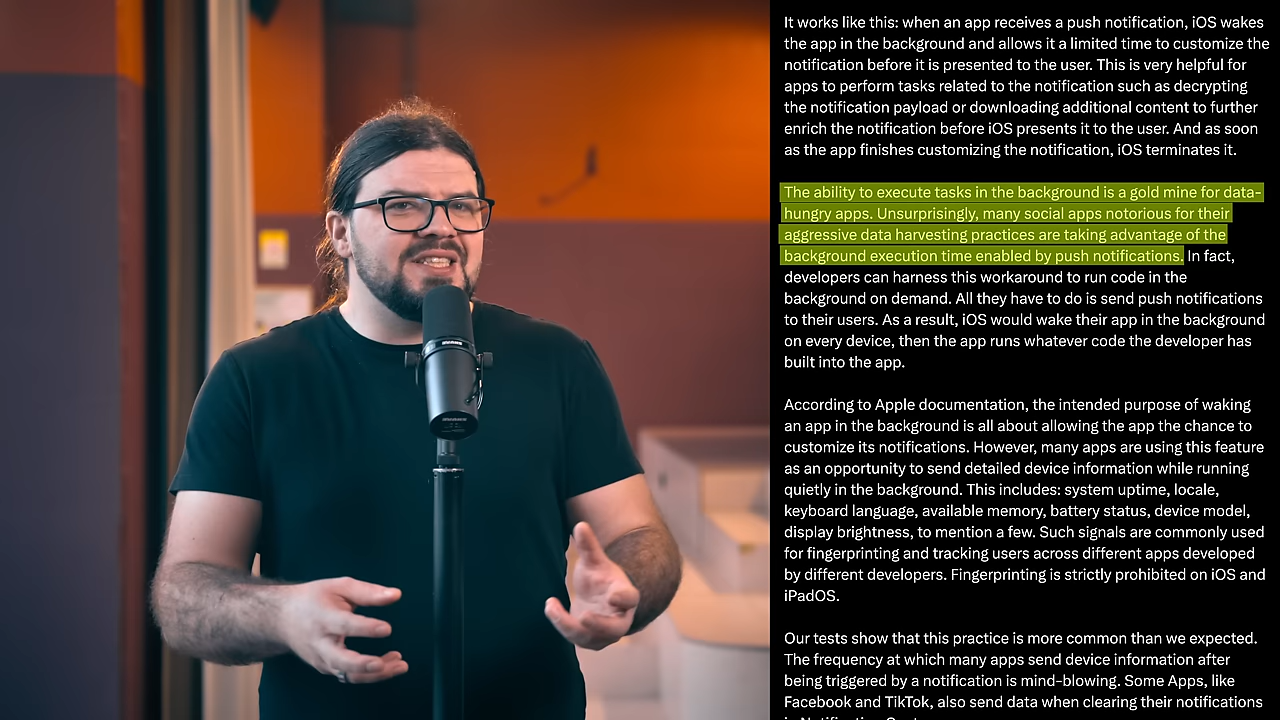 It works like this: when an app receives a push notification, iOS wakes
the app in the background and allows it a limited time to customize the
notification before it is presented to the user. This is very helpful for
apps to perform tasks related to the notification such as decrypting
the notification payload or downloading additional content to further
enrich the notification before iOS presents it to the user. And as soon
as the app finishes customizing the notification, iOS terminates it.
The ability to execute tasks in the background is a gold mine for data-
hungry apps. Unsurprisingly, many social apps notorious for their
aggressive data harvesting practices are taking advantage of the
background execution time enabled by push notifications. In fact,
developers can harness this workaround to run code in the
background on demand. All they have to do is send push notifications
to their users. As a result, iOS would wake their app in the background
on every device, then the app runs whatever code the developer has
built into the app.
According to Apple documentation, the intended purpose of waking
an app in the background is all about allowing the app the chance to
customize its notifications. However, many apps are using this feature
as an opportunity to send detailed device information while running
quietly in the background. This includes: system uptime, locale,
keyboard language, available memory, battery status, device model,
display brightness, to mention a few. Such signals are commonly used
for fingerprinting and tracking users across different apps developed
by different developers. Fingerprinting is strictly prohibited on iOS and
iPadOS.
Our tests show that this practice is more common than we expected.
The frequency at which many apps send device information after
being triggered by a notification is mind-blowing. Some Apps, like
Facebook and TikTok, also send data when clearing their notifications